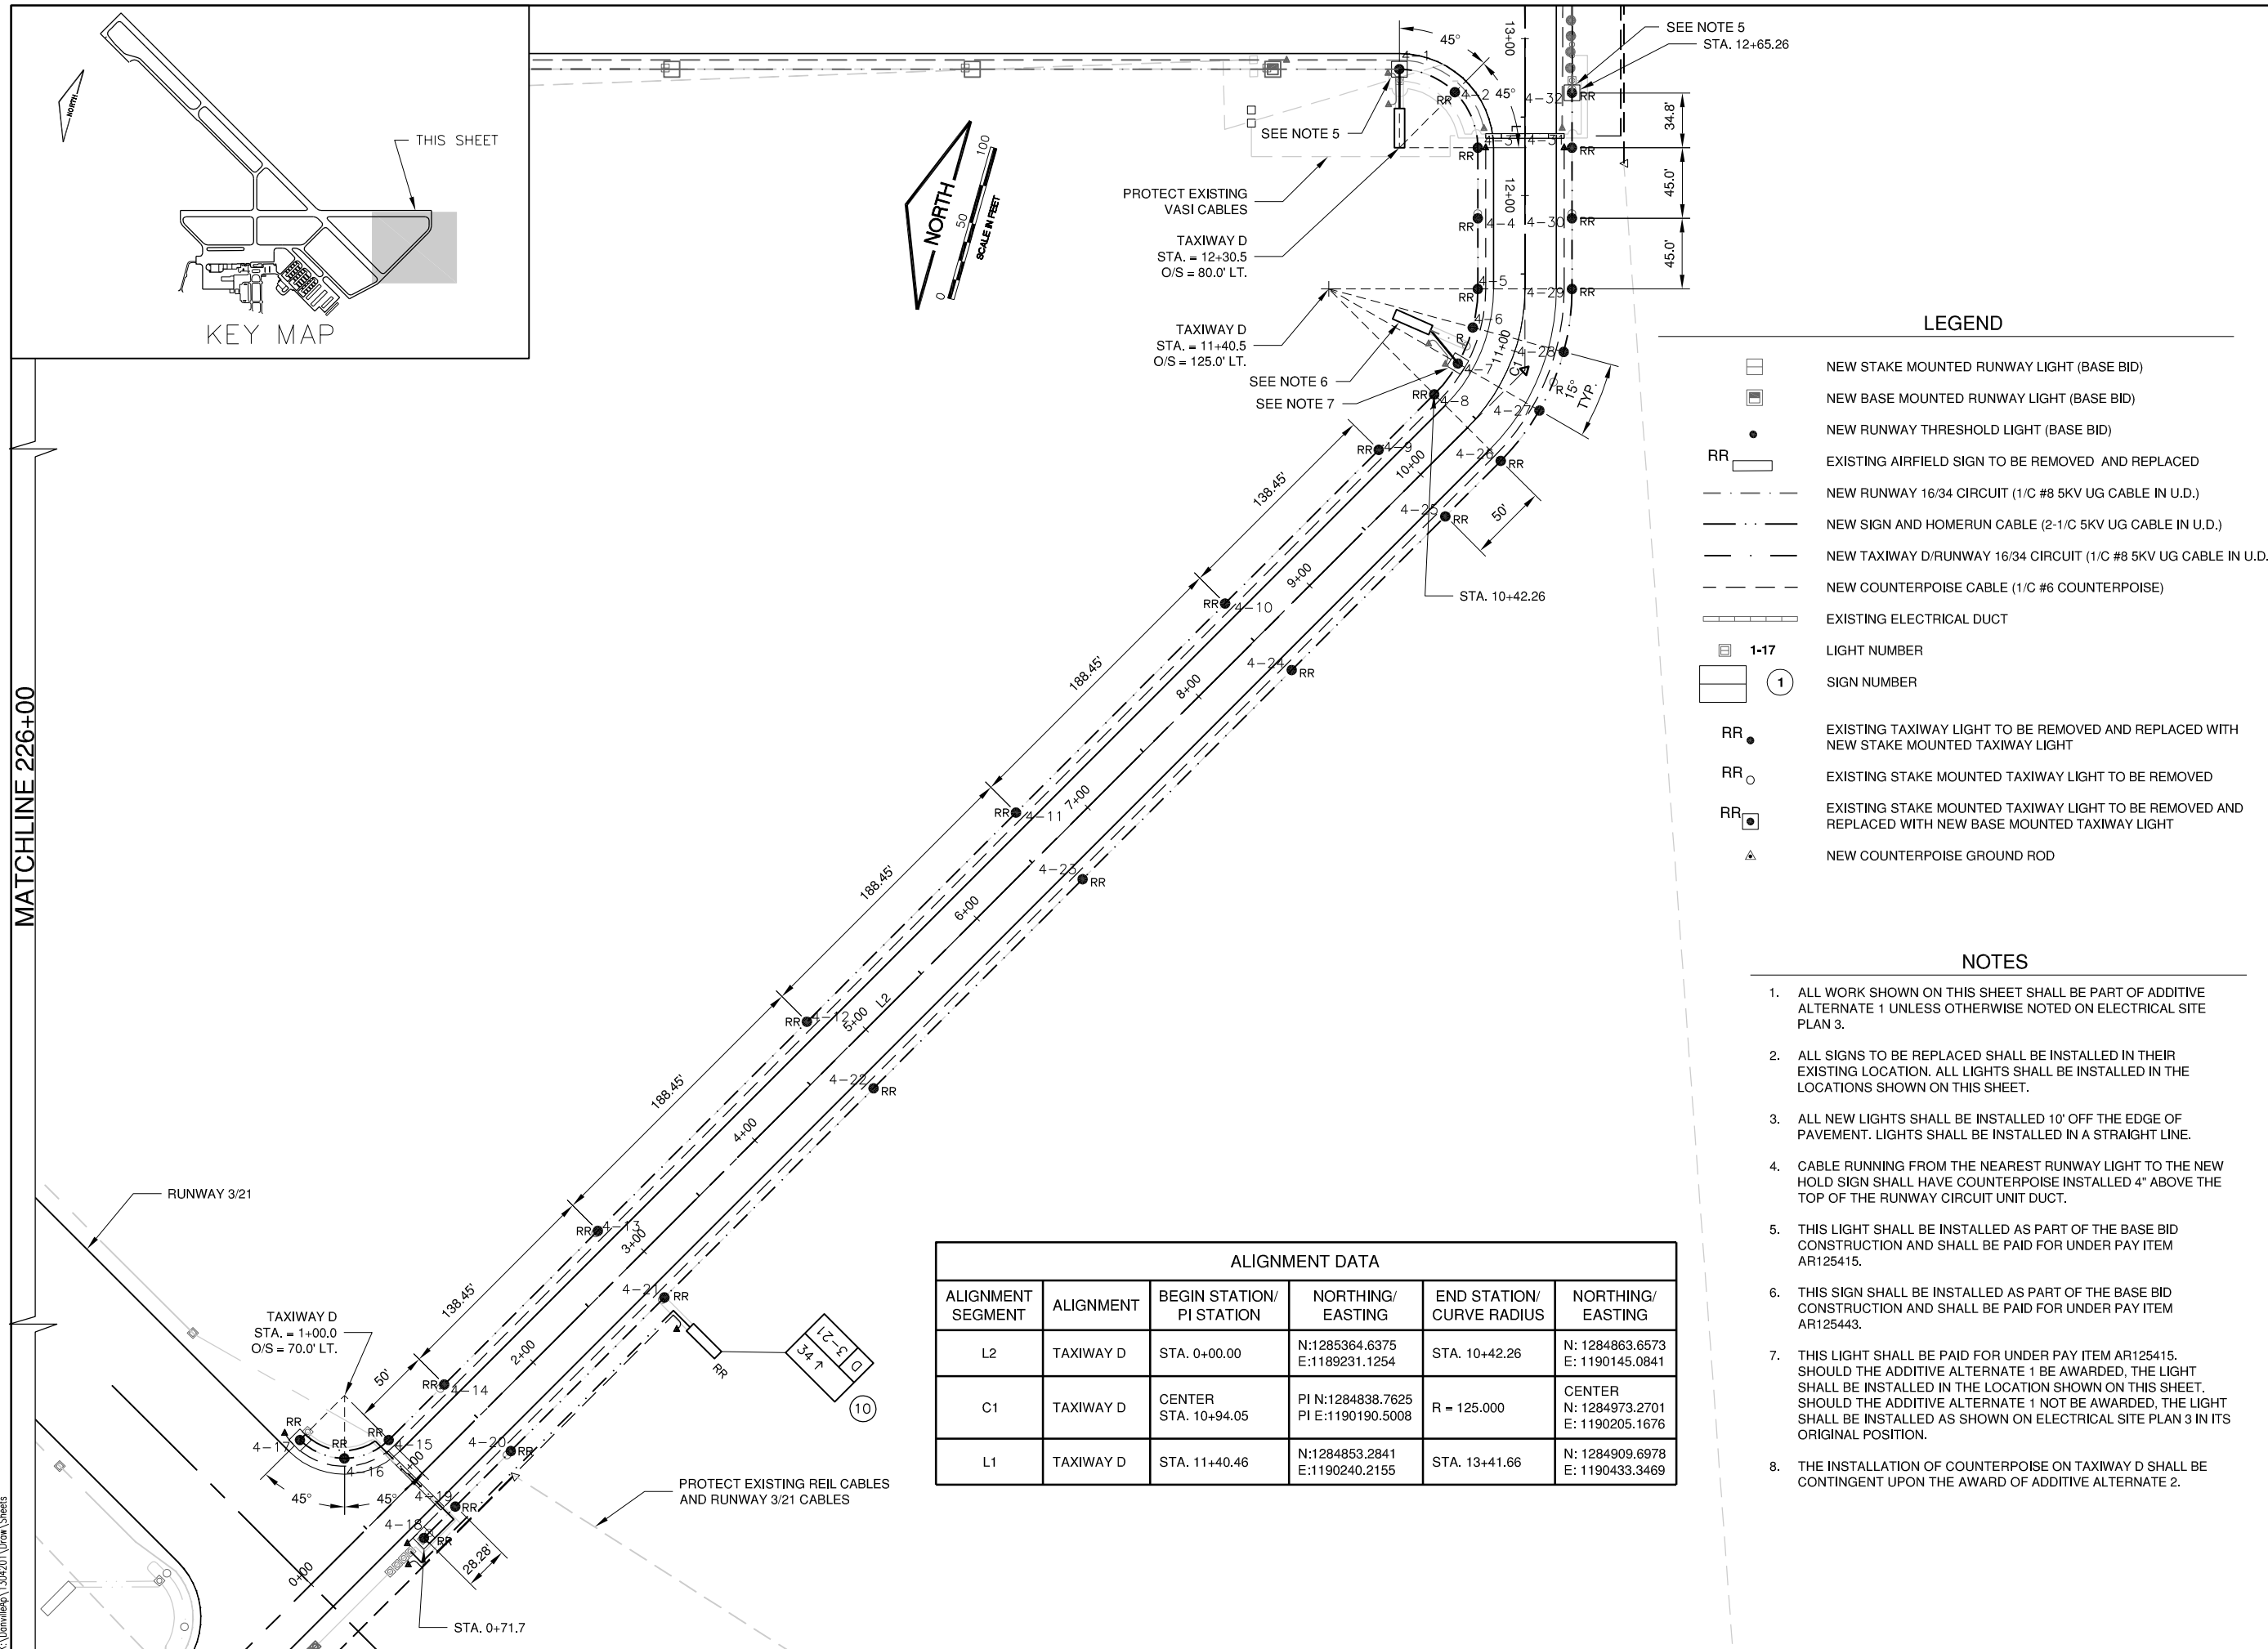 NORTH
THIS SHEET
KEY MAP
MATCHLINE 226+00
NORTH
0
50
100
SCALE IN FEET
45°
45°
13+00
SEE NOTE 5
STA. 12+65.26
4-1
4-2
4-32
RR
RR
34.8'
SEE NOTE 5
4-3
4-31
RR
RR
PROTECT EXISTING
VASI CABLES
12+00
45.0'
4-4
4-30
RR
RR
TAXIWAY D
STA. = 12+30.5
O/S = 80.0' LT.
45.0'
4-5
4-29
RR
RR
TAXIWAY D
STA. = 11+40.5
O/S = 125.0' LT.
4-6
R
11+00
C1
4-28
4-7
R
15°
TYP.
SEE NOTE 6
SEE NOTE 7
RR
4-8
4-27
RR
4-9
4-26
RR
10+00
138.45'
4-25
RR
50'
STA. 10+42.26
9+00
RR
4-10
4-24
RR
188.45'
8+00
RR
4-11
7+00
4-23
RR
188.45'
6+00
L2
RR
4-12
5+00
4-22
RR
188.45'
4+00
RR
4-13
3+00
4-21
RR
138.45'
2+00
RUNWAY 3/21
TAXIWAY D
STA. = 1+00.0
O/S = 70.0' LT.
50'
RR
4-14
RR
D
3-21
34
10
RR
4-17
RR
4-16
RR
4-15
+00
4-20
RR
45°
45°
4-19
RR
4-18
RR
28.28'
0+00
STA. 0+71.7
PROTECT EXISTING REIL CABLES
AND RUNWAY 3/21 CABLES
LEGEND
NEW STAKE MOUNTED RUNWAY LIGHT (BASE BID)
NEW BASE MOUNTED RUNWAY LIGHT (BASE BID)
NEW RUNWAY THRESHOLD LIGHT (BASE BID)
RR EXISTING AIRFIELD SIGN TO BE REMOVED AND REPLACED
NEW RUNWAY 16/34 CIRCUIT (1/C #8 5KV UG CABLE IN U.D.)
NEW SIGN AND HOMERUN CABLE (2-1/C 5KV UG CABLE IN U.D.)
NEW TAXIWAY D/RUNWAY 16/34 CIRCUIT (1/C #8 5KV UG CABLE IN U.D.
NEW COUNTERPOISE CABLE (1/C #6 COUNTERPOISE)
EXISTING ELECTRICAL DUCT
1-17 LIGHT NUMBER
1 SIGN NUMBER
RR EXISTING TAXIWAY LIGHT TO BE REMOVED AND REPLACED WITH
NEW STAKE MOUNTED TAXIWAY LIGHT
RR EXISTING STAKE MOUNTED TAXIWAY LIGHT TO BE REMOVED
RR EXISTING STAKE MOUNTED TAXIWAY LIGHT TO BE REMOVED AND
REPLACED WITH NEW BASE MOUNTED TAXIWAY LIGHT
NEW COUNTERPOISE GROUND ROD
NOTES
1. ALL WORK SHOWN ON THIS SHEET SHALL BE PART OF ADDITIVE
ALTERNATE 1 UNLESS OTHERWISE NOTED ON ELECTRICAL SITE
PLAN 3.
2. ALL SIGNS TO BE REPLACED SHALL BE INSTALLED IN THEIR
EXISTING LOCATION. ALL LIGHTS SHALL BE INSTALLED IN THE
LOCATIONS SHOWN ON THIS SHEET.
3. ALL NEW LIGHTS SHALL BE INSTALLED 10' OFF THE EDGE OF
PAVEMENT. LIGHTS SHALL BE INSTALLED IN A STRAIGHT LINE.
4. CABLE RUNNING FROM THE NEAREST RUNWAY LIGHT TO THE NEW
HOLD SIGN SHALL HAVE COUNTERPOISE INSTALLED 4" ABOVE THE
TOP OF THE RUNWAY CIRCUIT UNIT DUCT.
5. THIS LIGHT SHALL BE INSTALLED AS PART OF THE BASE BID
CONSTRUCTION AND SHALL BE PAID FOR UNDER PAY ITEM
AR125415.
6. THIS SIGN SHALL BE INSTALLED AS PART OF THE BASE BID
CONSTRUCTION AND SHALL BE PAID FOR UNDER PAY ITEM
AR125443.
7. THIS LIGHT SHALL BE PAID FOR UNDER PAY ITEM AR125415.
SHOULD THE ADDITIVE ALTERNATE 1 BE AWARDED, THE LIGHT
SHALL BE INSTALLED IN THE LOCATION SHOWN ON THIS SHEET.
SHOULD THE ADDITIVE ALTERNATE 1 NOT BE AWARDED, THE LIGHT
SHALL BE INSTALLED AS SHOWN ON ELECTRICAL SITE PLAN 3 IN ITS
ORIGINAL POSITION.
8. THE INSTALLATION OF COUNTERPOISE ON TAXIWAY D SHALL BE
CONTINGENT UPON THE AWARD OF ADDITIVE ALTERNATE 2.
ALIGNMENT DATA
ALIGNMENT SEGMENT ALIGNMENT BEGIN STATION/ PI STATION NORTHING/ EASTING END STATION/ CURVE RADIUS NORTHING/ EASTING
L2 TAXIWAY D STA. 0+00.00 N:1285364.6375 E:1189231.1254 STA. 10+42.26 N: 1284863.6573 E: 1190145.0841
C1 TAXIWAY D CENTER STA. 10+94.05 PI N:1284838.7625 PI E:1190190.5008 R = 125.000 CENTER N: 1284973.2701 E: 1190205.1676
L1 TAXIWAY D STA. 11+40.46 N:1284853.2841 E:1190240.2155 STA. 13+41.66 N: 1284909.6978 E: 1190433.3469